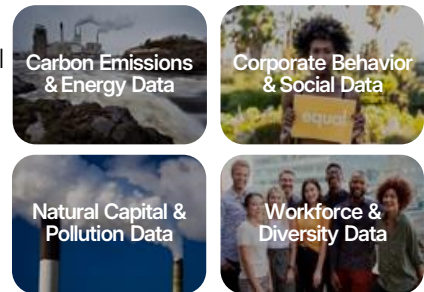 Carbon Emissions
& Energy Data
Corporate Behavior
& Social Data
equal
Natural Capital &
Pollution Data
Workforce &
Diversity Data